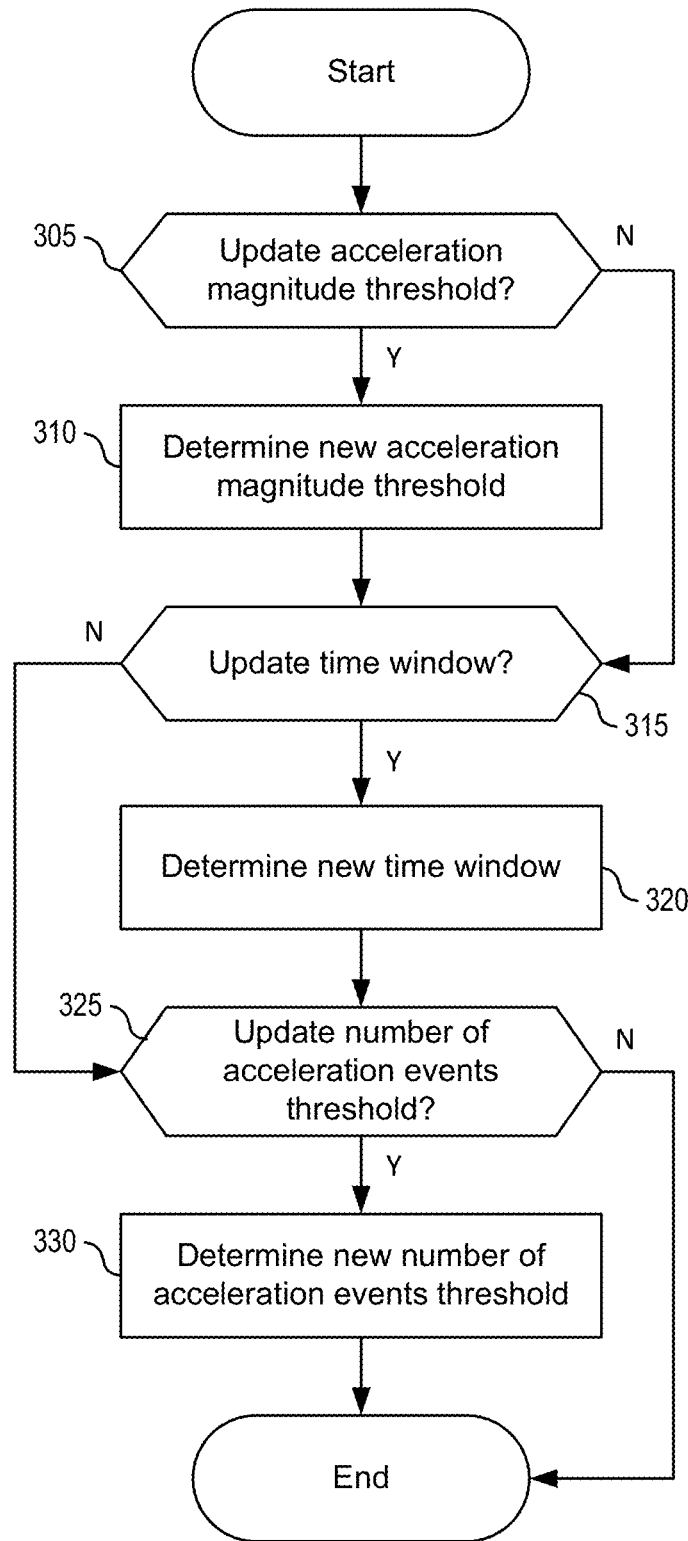 Start
305
Update acceleration
magnitude threshold?
N
Y
310
Determine new acceleration
magnitude threshold
N
Update time window?
315
Y
Determine new time window
320
325
Update number of
acceleration events
threshold?
N
Y
330
Determine new number of
acceleration events threshold
End